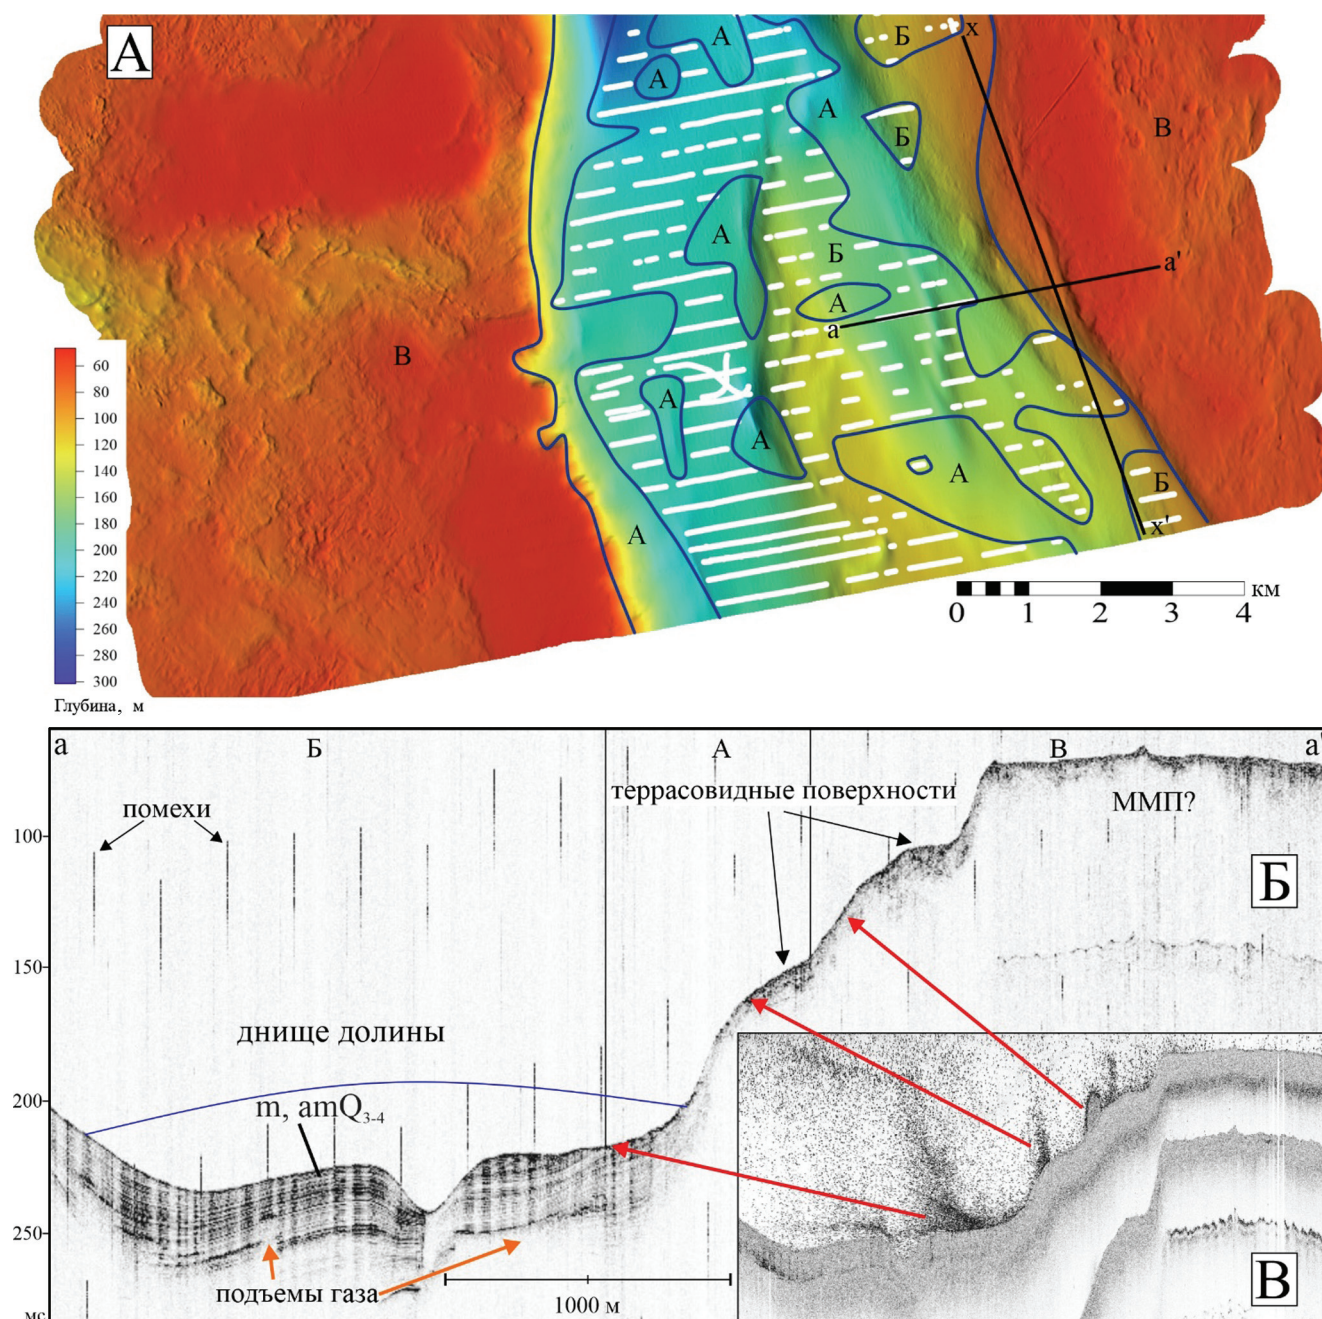 А
А
Б
х
А
А
Б
В
А
Б
а'
А
а
В
А
А
А
Б
А
х'
60
80
100
120
140
160
180
200
220
240
260
280
300
Глубина, м
км
0 1 2 3 4
а
Б
А
В
а'
террасовидные поверхности
помехи
ММП?
100
Б
150
днище долины
200
m, amQ3-4
250
подъемы газа
1000 м
В
мс